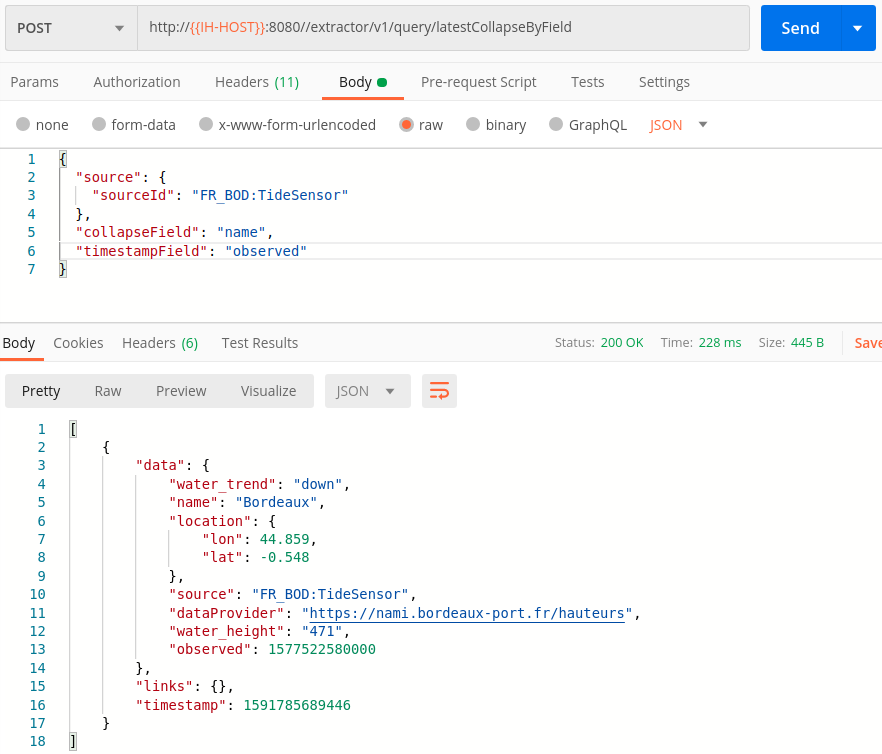 POST http://{{IH-HOST}}:8080//extractor/v1/query/latestCollapseByField Send
Params Authorization Headers (11) Body Pre-request Script Tests Settings
none form-data x-www-form-urlencoded raw binary GraphQL JSON
1 {
2 "source": {
3 "sourceId": "FR_BOD:TideSensor"
4 },
5 "collapseField": "name",
6 "timestampField": "observed"
7 }
Body Cookies Headers (6) Test Results Status: 200 OK Time: 228 ms Size: 445 B Save
Pretty Raw Preview Visualize JSON
1 [
2 {
3 "data": {
4 "water_trend": "down",
5 "name": "Bordeaux",
6 "location": {
7 "lon": 44.859,
8 "lat": -0.548
9 },
10 "source": "FR_BOD:TideSensor",
11 "dataProvider": "https://nami.bordeaux-port.fr/hauteurs",
12 "water_height": "471",
13 "observed": 1577522580000
14 },
15 "links": {},
16 "timestamp": 1591785689446
17 }
18 ]